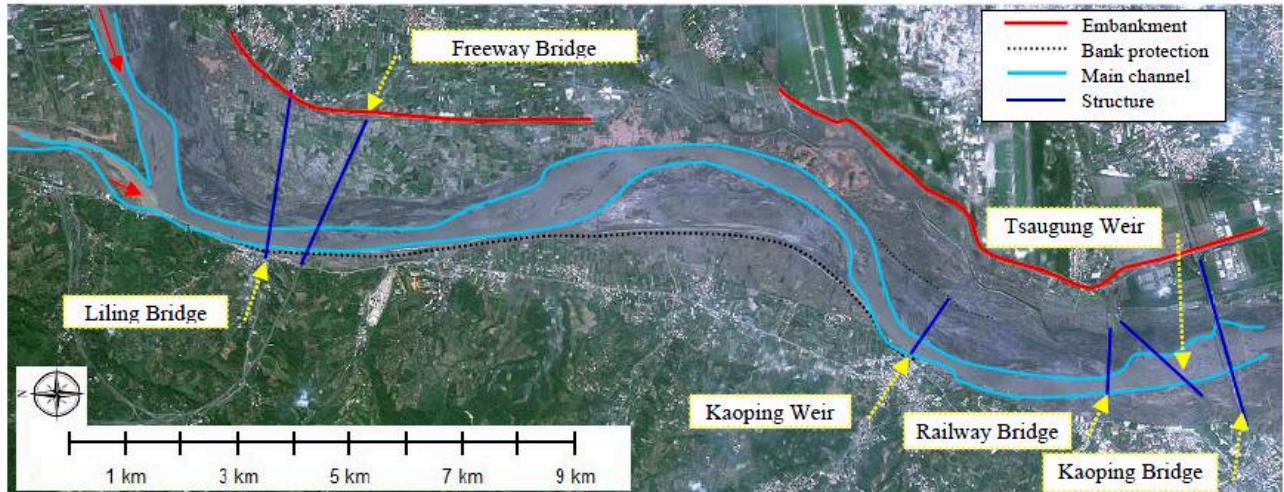 Freeway Bridge
Embankment
Bank protection
Main channel
Structure
Tsaugung Weir
Liling Bridge
Kaoping Weir
Railway Bridge
Kaoping Bridge
N
1 km
3 km
5 km
7 km
9 km